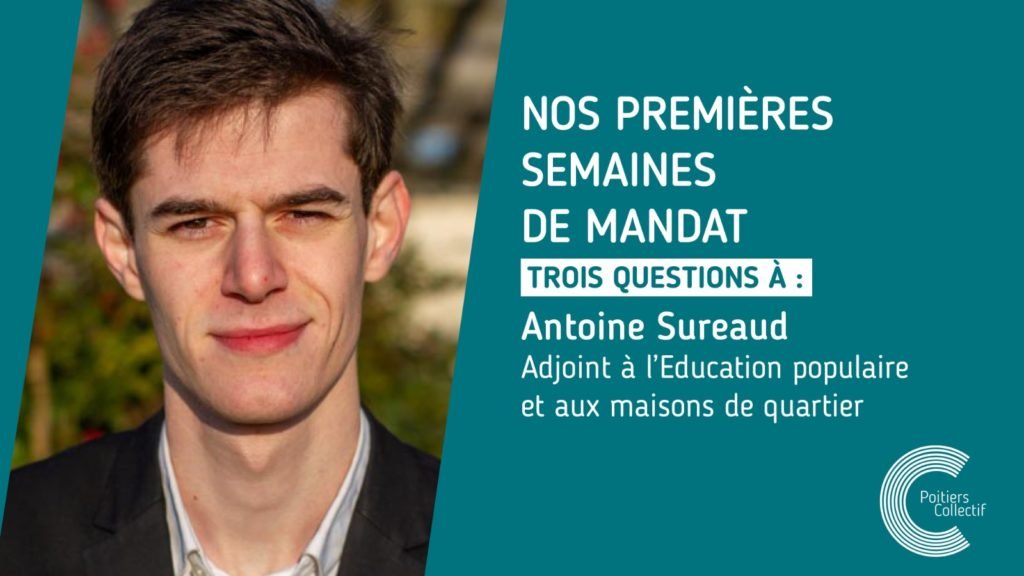 NOS PREMIÈRES
SEMAINES
DE MANDAT
TROIS QUESTIONS À :
Antoine Sureaud
Adjoint à l'Education populaire
et aux maisons de quartier
Poitiers
Collectif